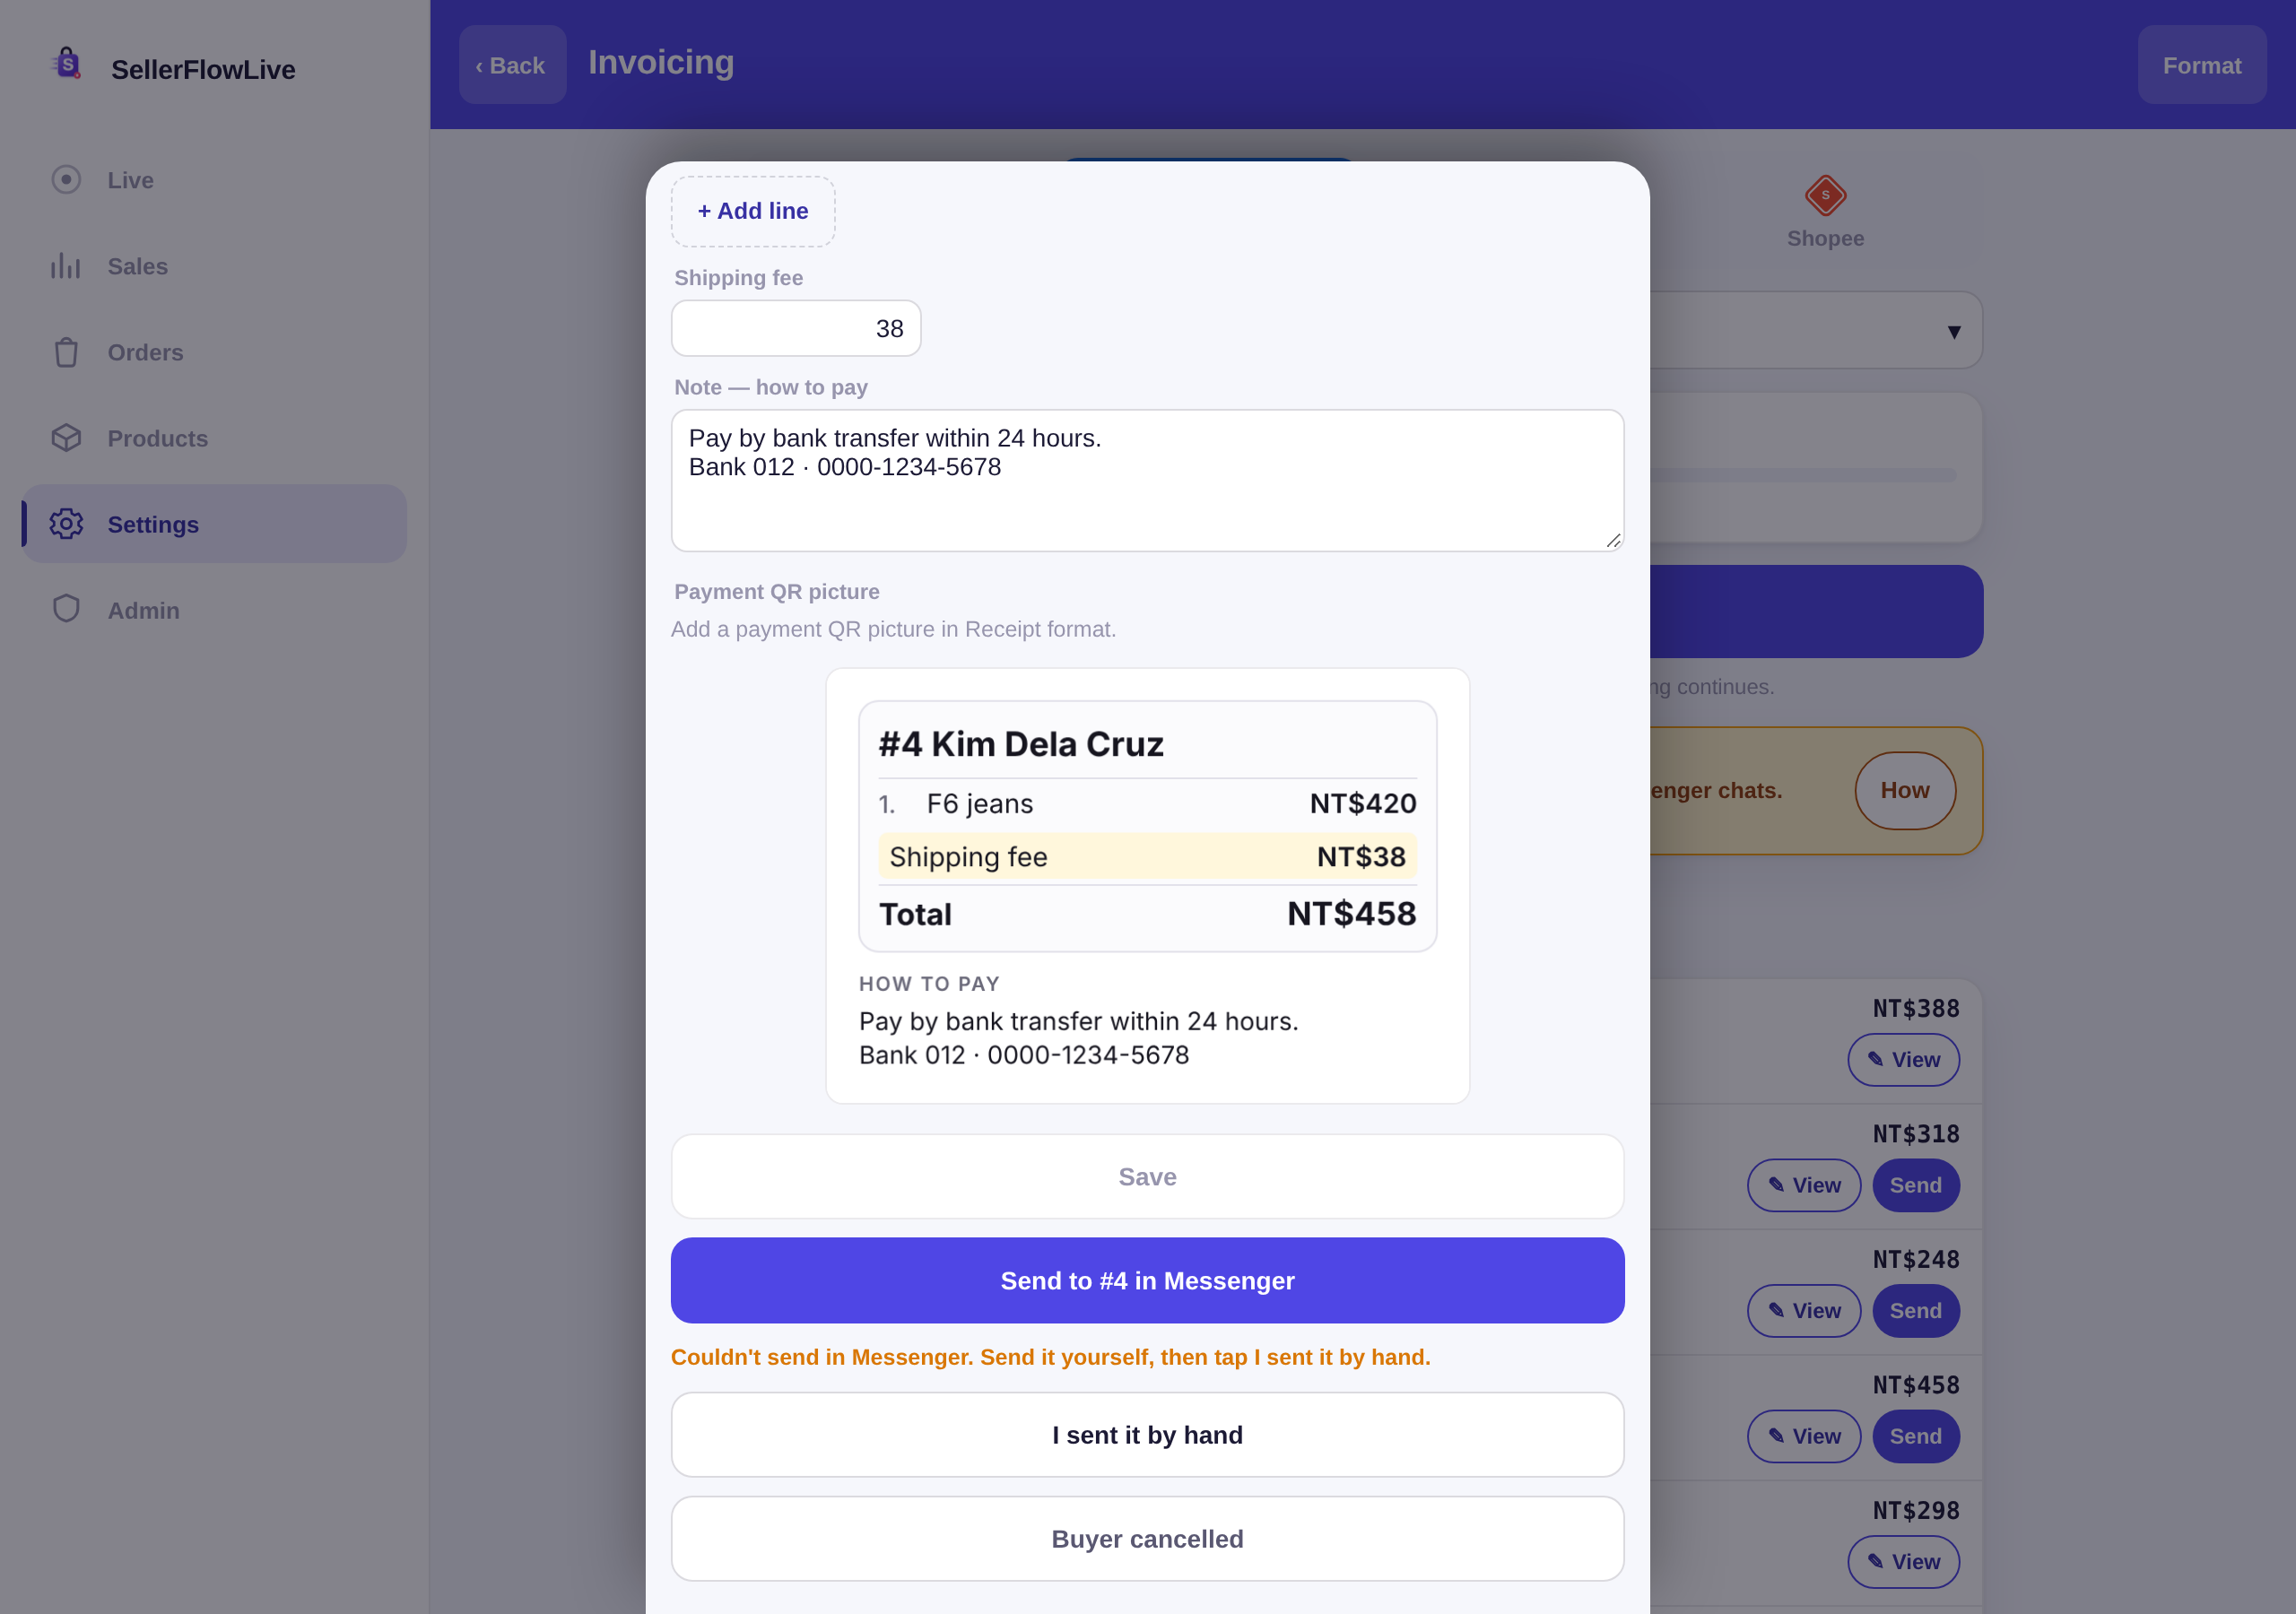 SellerFlowLive
Live
Sales
Orders
Products
Settings
Admin
‹ Back
Invoicing
Format
Shopee
ng continues.
enger chats.
How
NT$388
✎ View
NT$318
✎ View
Send
NT$248
✎ View
Send
NT$458
✎ View
Send
NT$298
✎ View
+ Add line
Shipping fee
38
Note — how to pay
Pay by bank transfer within 24 hours.
Bank 012 · 0000-1234-5678
Payment QR picture
Add a payment QR picture in Receipt format.
#4 Kim Dela Cruz
1. F6 jeans NT$420
Shipping fee NT$38
Total NT$458
HOW TO PAY
Pay by bank transfer within 24 hours.
Bank 012 · 0000-1234-5678
Save
Send to #4 in Messenger
Couldn't send in Messenger. Send it yourself, then tap I sent it by hand.
I sent it by hand
Buyer cancelled